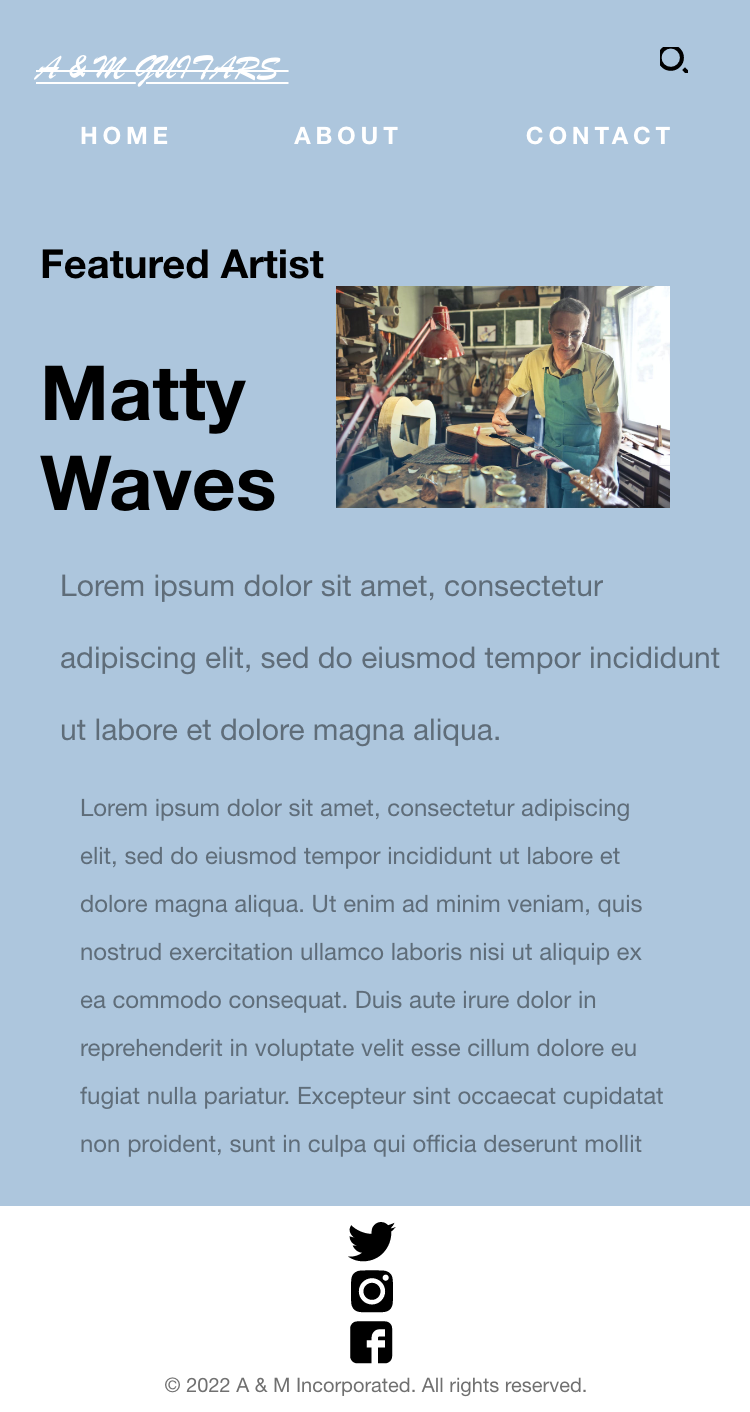 A & M GUITARS
HOME ABOUT CONTACT
Featured Artist
Matty
Waves
Lorem ipsum dolor sit amet, consectetur
adipiscing elit, sed do eiusmod tempor incididunt
ut labore et dolore magna aliqua.
Lorem ipsum dolor sit amet, consectetur adipiscing
elit, sed do eiusmod tempor incididunt ut labore et
dolore magna aliqua. Ut enim ad minim veniam, quis
nostrud exercitation ullamco laboris nisi ut aliquip ex
ea commodo consequat. Duis aute irure dolor in
reprehenderit in voluptate velit esse cillum dolore eu
fugiat nulla pariatur. Excepteur sint occaecat cupidatat
non proident, sunt in culpa qui officia deserunt mollit
© 2022 A & M Incorporated. All rights reserved.